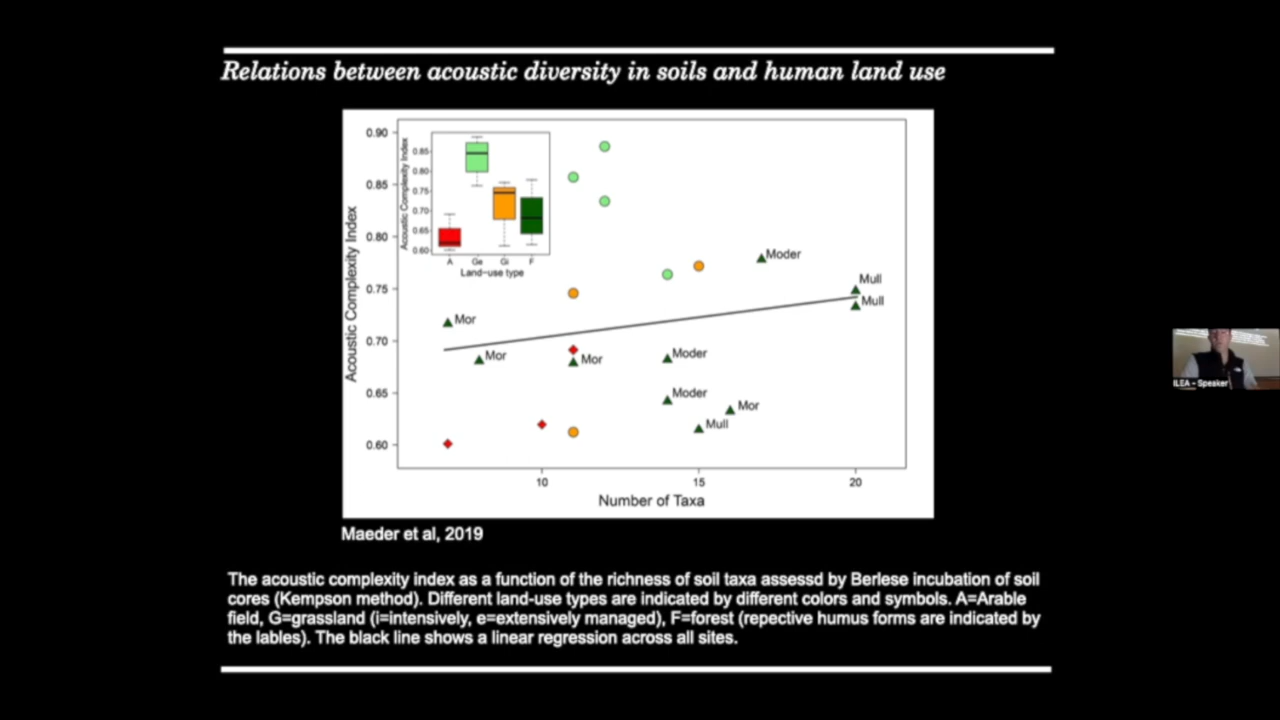 Relations between acoustic diversity in soils and human land use
0.90
0.85
0.80
0.75
0.70
0.65
0.60
Acoustic Complexity Index
10
15
20
Number of Taxa
0.85
0.80
0.75
0.70
0.65
0.60
Acoustic Complexity Index
A
Ge
Gi
F
Land-use type
Moder
Mull
Mull
Mor
Mor
Mor
Moder
Moder
Mor
Mull
Maeder et al, 2019
The acoustic complexity index as a function of the richness of soil taxa assessd by Berlese incubation of soil
cores (Kempson method). Different land-use types are indicated by different colors and symbols. A=Arable
field, G=grassland (i=intensively, e=extensively managed), F=forest (repective humus forms are indicated by
the lables). The black line shows a linear regression across all sites.
ILEA - Speaker